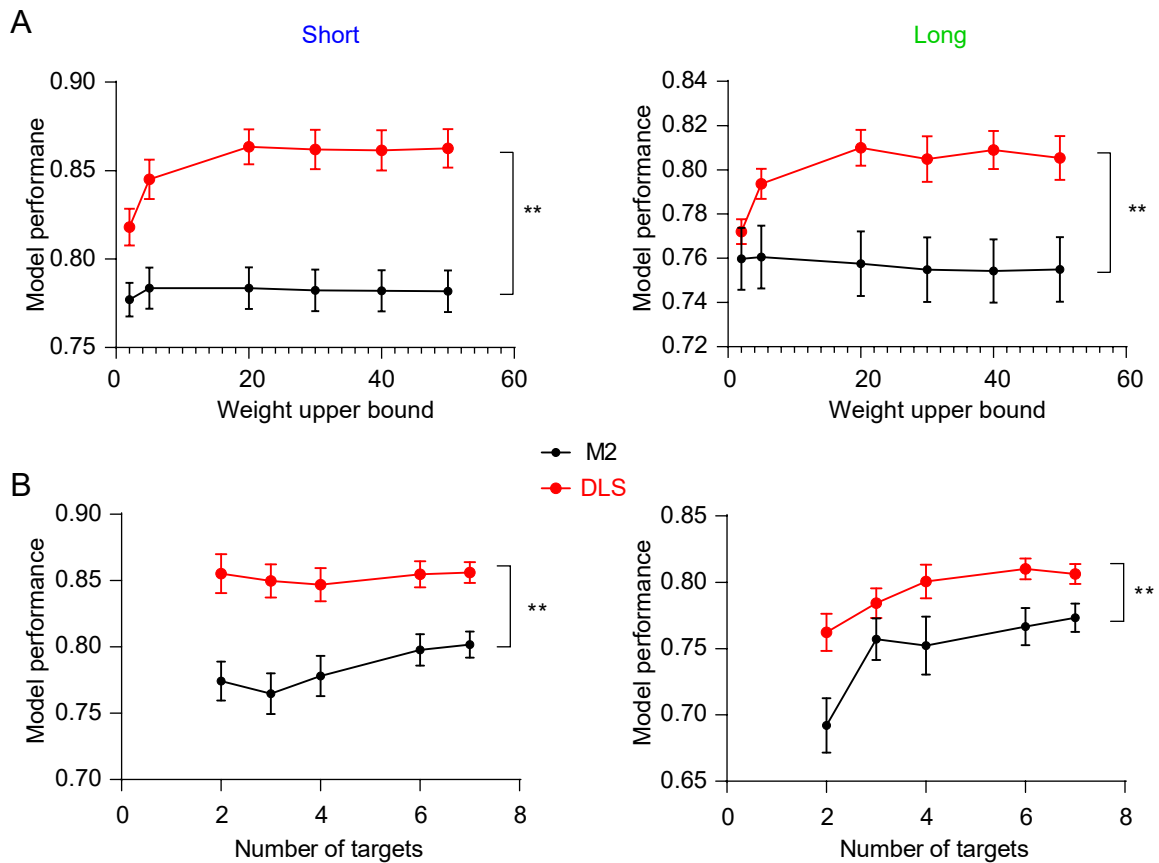 A
Short
Long
0.90
0.85
0.80
0.75
Model performane
0 20 40 60
Weight upper bound
**
0.84
0.82
0.80
0.78
0.76
0.74
0.72
Model performance
0 20 40 60
Weight upper bound
**
M2
DLS
B
0.90
0.85
0.80
0.75
0.70
Model performance
0 2 4 6 8
Number of targets
**
0.85
0.80
0.75
0.70
0.65
Model performance
0 2 4 6 8
Number of targets
**